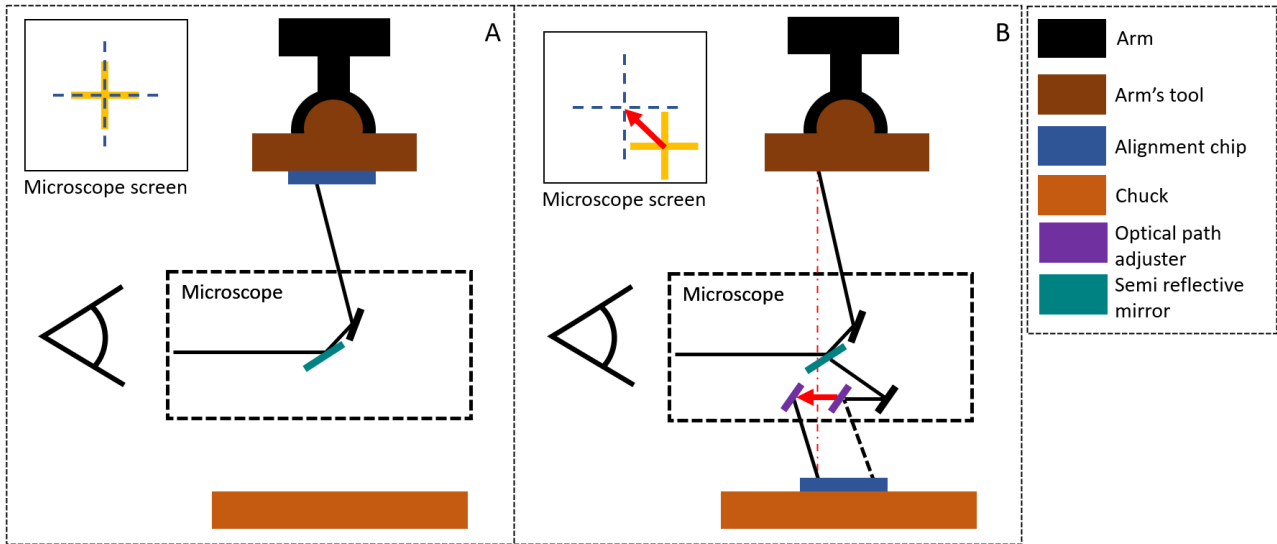 A
Microscope screen
Microscope
B
Microscope screen
Microscope
Arm
Arm's tool
Alignment chip
Chuck
Optical path
adjuster
Semi reflective
mirror